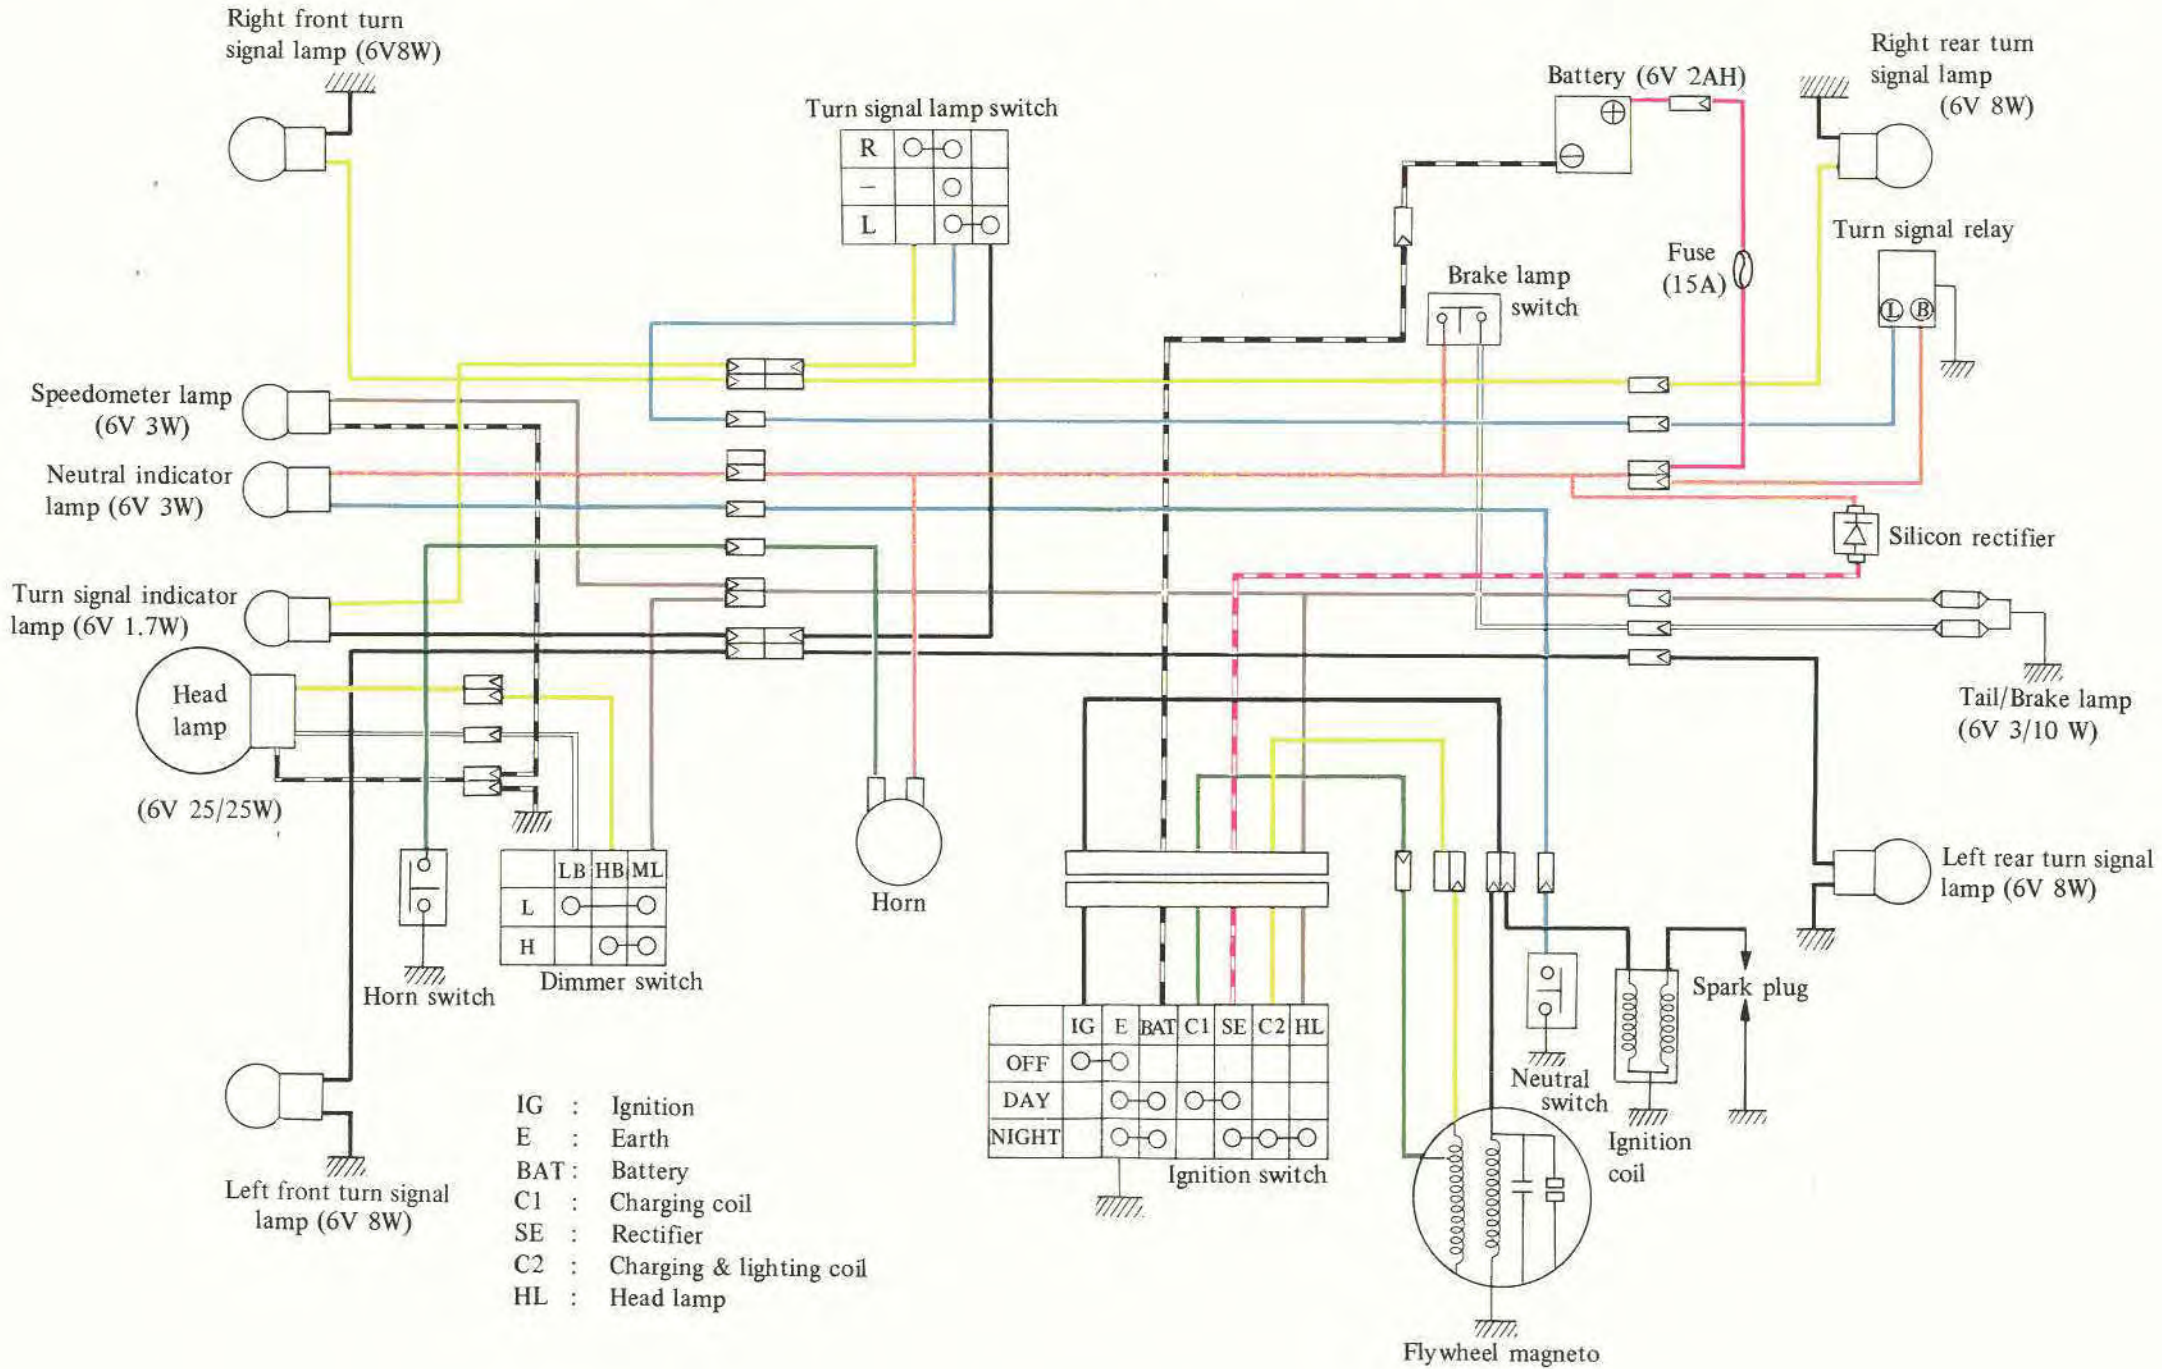 Right front turn
signal lamp (6V8W)
Turn signal lamp switch
R
–
L
Battery (6V 2AH)
⊕
⊖
Right rear turn
signal lamp
(6V 8W)
Turn signal relay
L B
Fuse
(15A)
Brake lamp
switch
Speedometer lamp
(6V 3W)
Neutral indicator
lamp (6V 3W)
Turn signal indicator
lamp (6V 1.7W)
Silicon rectifier
Tail/Brake lamp
(6V 3/10 W)
Head
lamp
(6V 25/25W)
Horn
Horn switch
LB HB ML
L
H
Dimmer switch
Left rear turn signal
lamp (6V 8W)
Spark plug
Neutral
switch
Ignition
coil
IG E BAT C1 SE C2 HL
OFF
DAY
NIGHT
Ignition switch
Left front turn signal
lamp (6V 8W)
IG : Ignition
E : Earth
BAT : Battery
C1 : Charging coil
SE : Rectifier
C2 : Charging & lighting coil
HL : Head lamp
Flywheel magneto